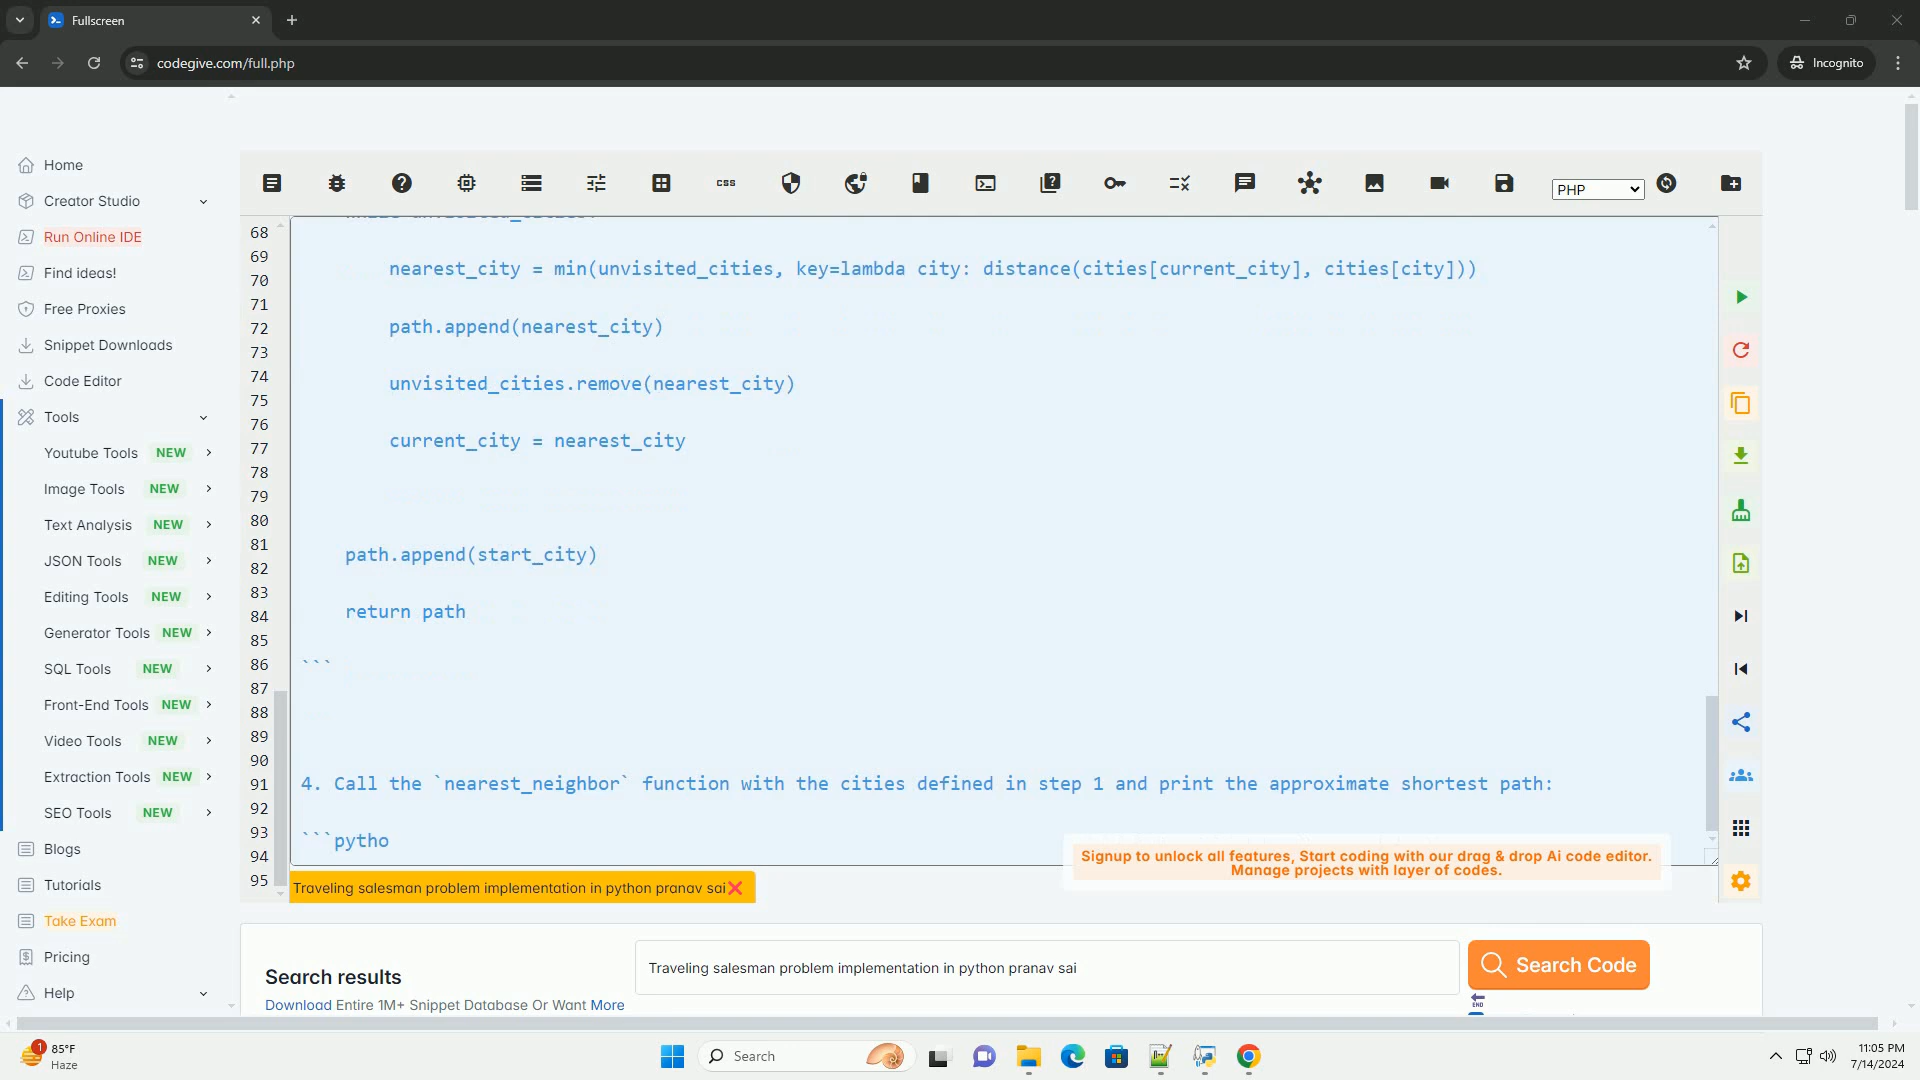 Fullscreen
codegive.com/full.php
Incognito
Home
Creator Studio
Run Online IDE
Find ideas!
Free Proxies
Snippet Downloads
Code Editor
Tools
Youtube Tools NEW
Image Tools NEW
Text Analysis NEW
JSON Tools NEW
Editing Tools NEW
Generator Tools NEW
SQL Tools NEW
Front-End Tools NEW
Video Tools NEW
Extraction Tools NEW
SEO Tools NEW
Blogs
Tutorials
Take Exam
Pricing
Help
css
PHP
68
69
70
71
72
73
74
75
76
77
78
79
80
81
82
83
84
85
86
87
88
89
90
91
92
93
94
95
nearest_city = min(unvisited_cities, key=lambda city: distance(cities[current_city], cities[city]))
path.append(nearest_city)
unvisited_cities.remove(nearest_city)
current_city = nearest_city
path.append(start_city)
return path
```
4. Call the `nearest_neighbor` function with the cities defined in step 1 and print the approximate shortest path:
```pytho
Signup to unlock all features, Start coding with our drag & drop Ai code editor.
Manage projects with layer of codes.
Traveling salesman problem implementation in python pranav sai
Search results
Download Entire 1M+ Snippet Database Or Want More
Traveling salesman problem implementation in python pranav sai
Search Code
END
1
85°F
Haze
Search
11:05 PM
7/14/2024